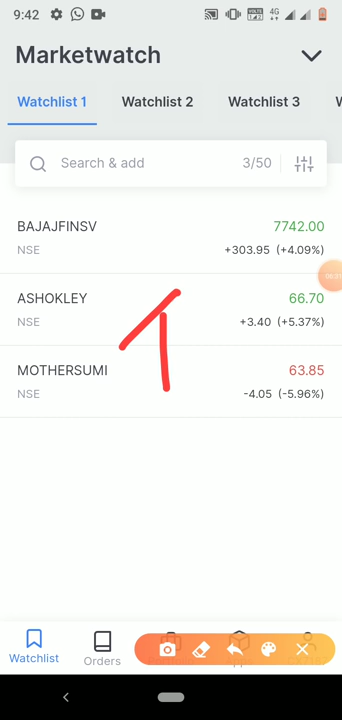 9:42
4G
Marketwatch
Watchlist 1 Watchlist 2 Watchlist 3 W
Search & add 3/50
BAJAJFINSV 7742.00
NSE +303.95 (+4.09%)
ASHOKLEY 66.70
NSE +3.40 (+5.37%)
MOTHERSUMI 63.85
NSE -4.05 (-5.96%)
Watchlist Orders